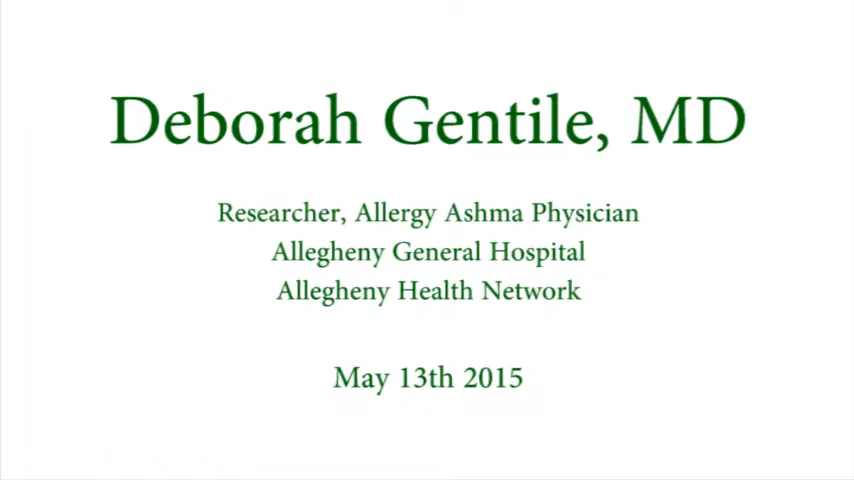 Deborah Gentile, MD
Researcher, Allergy Ashma Physician
Allegheny General Hospital
Allegheny Health Network
May 13th 2015